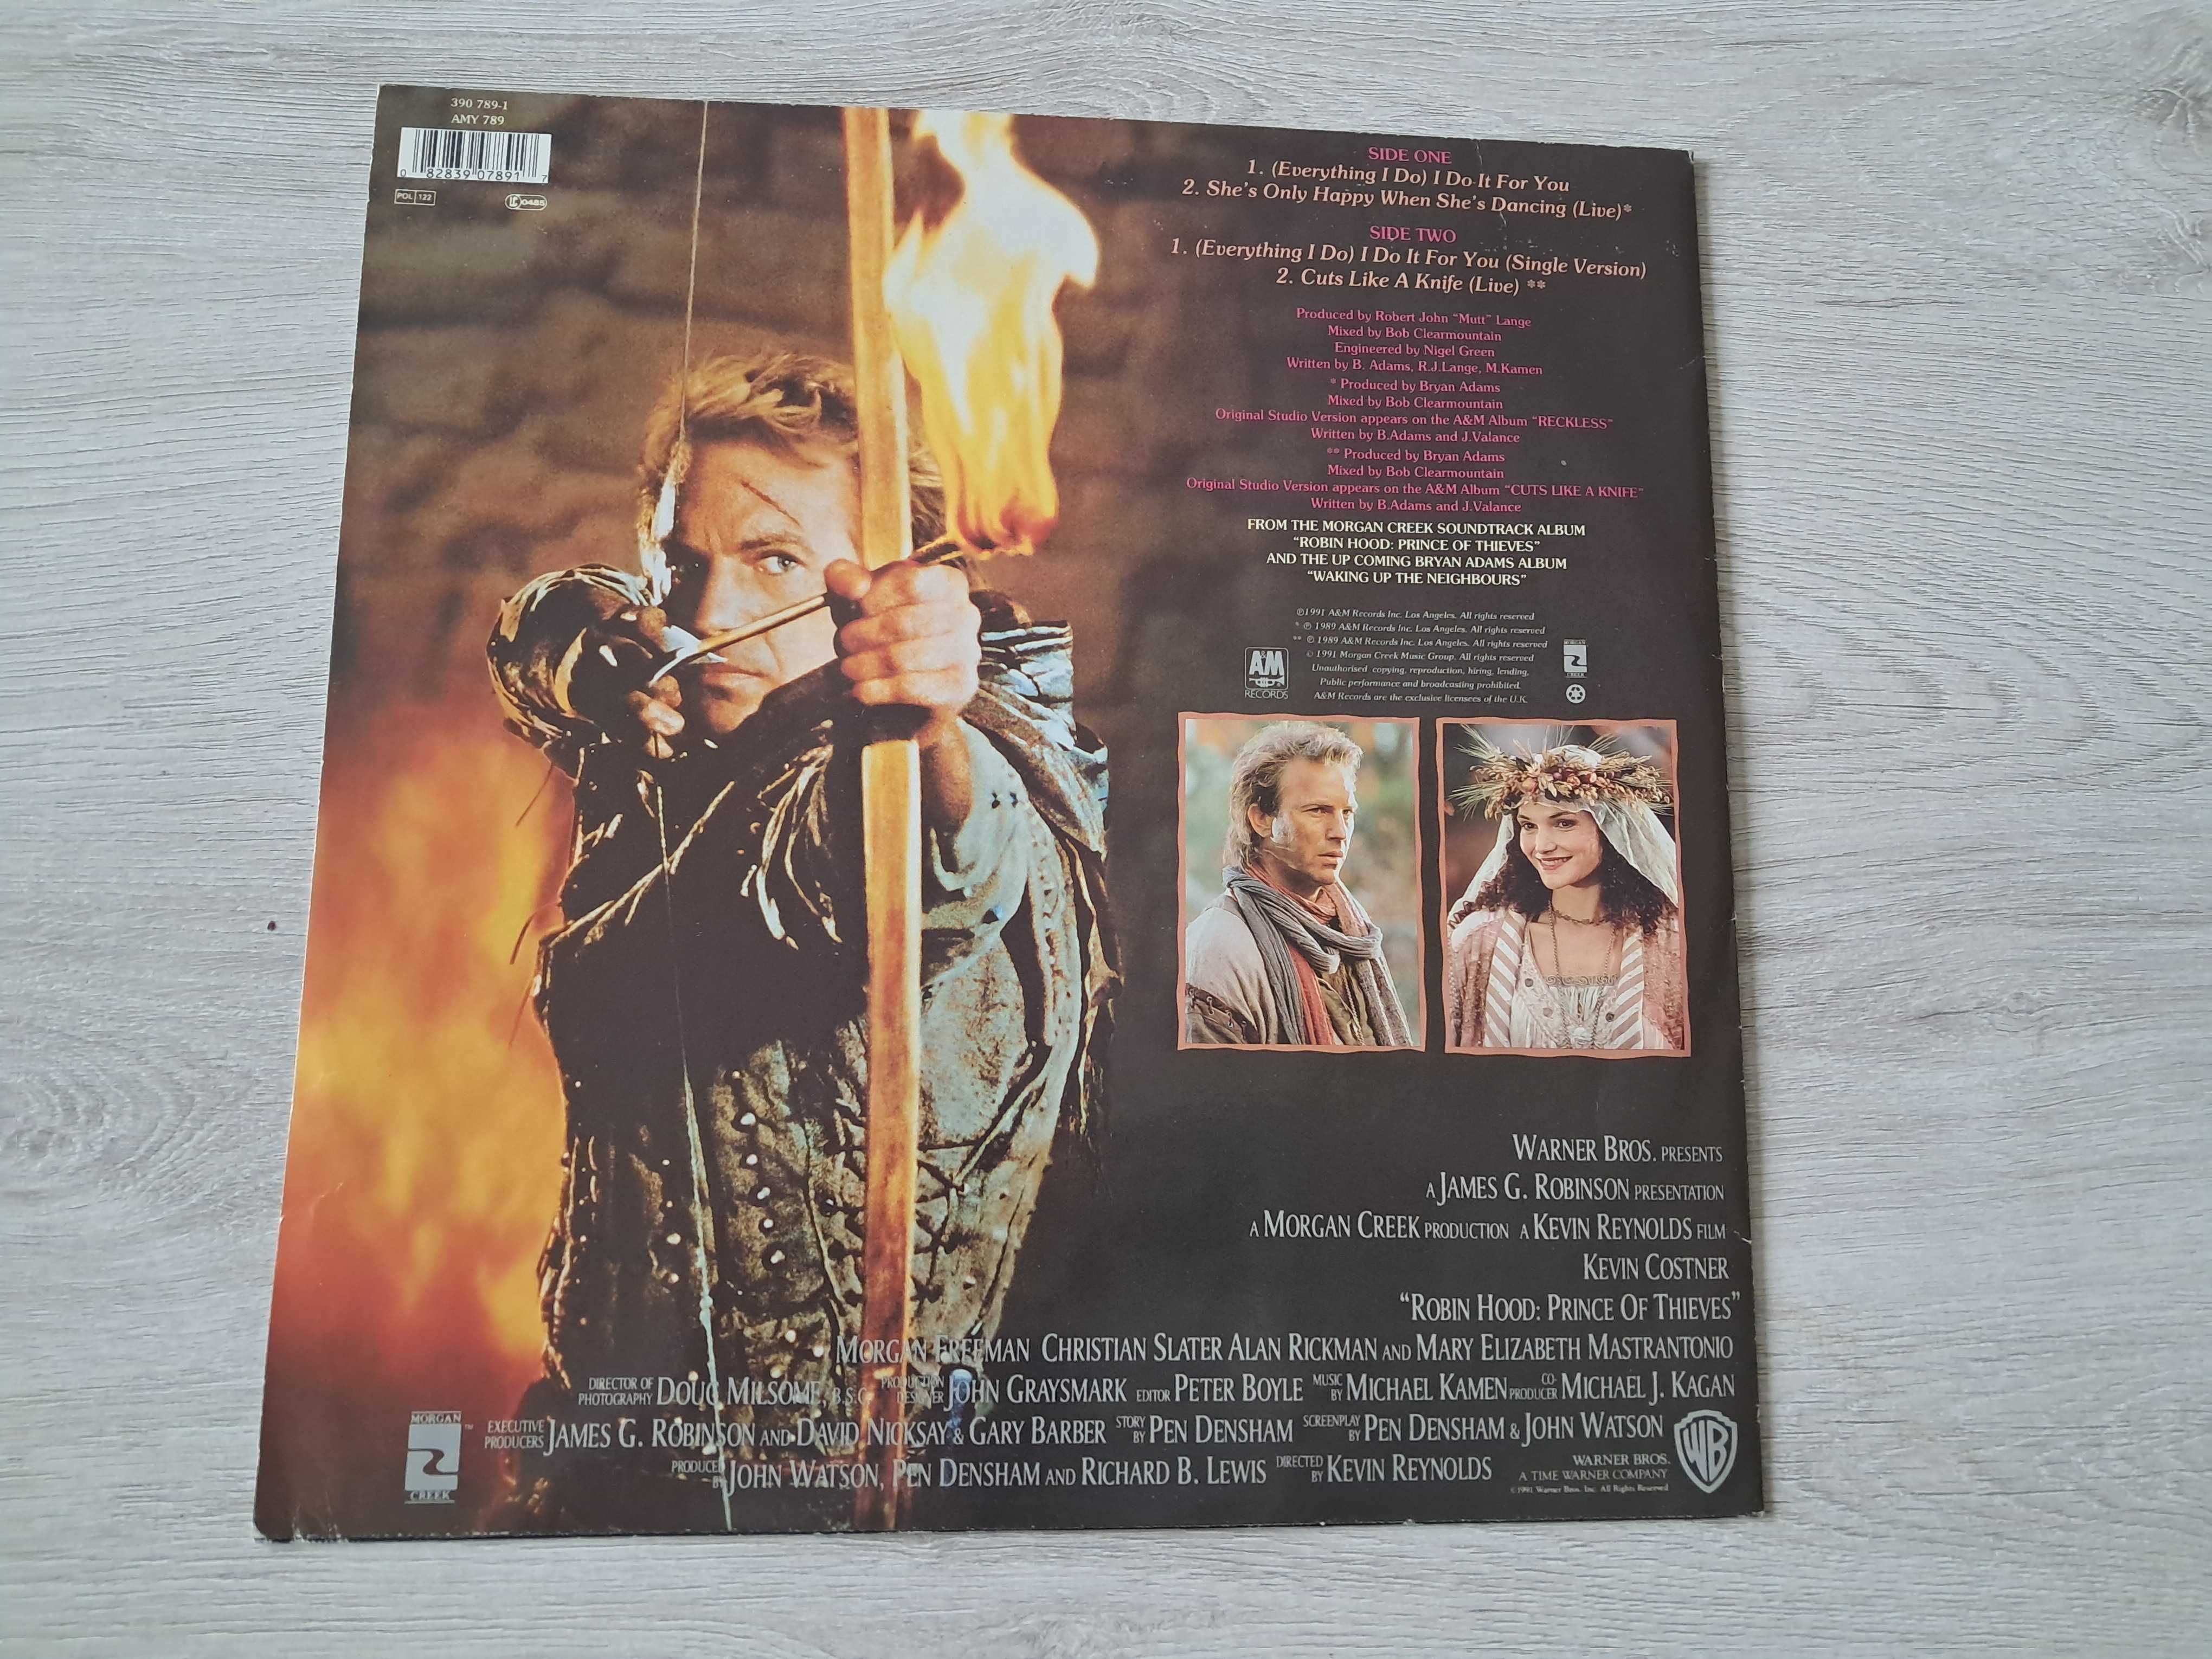 390 789-1
AMY 789
0 82839 07891 7
POL 122
LC 0485
SIDE ONE
1. (Everything I Do) I Do It For You
2. She's Only Happy When She's Dancing (Live)*
SIDE TWO
1. (Everything I Do) I Do It For You (Single Version)
2. Cuts Like A Knife (Live) **
Produced by Robert John "Mutt" Lange
Mixed by Bob Clearmountain
Engineered by Nigel Green
Written by B. Adams, R.J.Lange, M.Kamen
* Produced by Bryan Adams
Mixed by Bob Clearmountain
Original Studio Version appears on the A&M Album "RECKLESS"
Written by B.Adams and J.Valance
** Produced by Bryan Adams
Mixed by Bob Clearmountain
Original Studio Version appears on the A&M Album "CUTS LIKE A KNIFE"
Written by B.Adams and J.Valance
FROM THE MORGAN CREEK SOUNDTRACK ALBUM
"ROBIN HOOD: PRINCE OF THIEVES"
AND THE UP COMING BRYAN ADAMS ALBUM
"WAKING UP THE NEIGHBOURS"
℗1991 A&M Records Inc. Los Angeles. All rights reserved
* ℗ 1989 A&M Records Inc. Los Angeles. All rights reserved
** ℗ 1989 A&M Records Inc. Los Angeles. All rights reserved
© 1991 Morgan Creek Music Group. All rights reserved
Unauthorised copying, reproduction, hiring, lending,
Public performance and broadcasting prohibited.
A&M Records are the exclusive licensees of the U.K.
A&M
RECORDS
MORGAN
CREEK
WARNER BROS. PRESENTS
A JAMES G. ROBINSON PRESENTATION
A MORGAN CREEK PRODUCTION A KEVIN REYNOLDS FILM
KEVIN COSTNER
"ROBIN HOOD: PRINCE OF THIEVES"
MORGAN FREEMAN CHRISTIAN SLATER ALAN RICKMAN AND MARY ELIZABETH MASTRANTONIO
DIRECTOR OF PHOTOGRAPHY DOUG MILSOME, B.S.C. PRODUCTION DESIGNER JOHN GRAYSMARK EDITOR PETER BOYLE MUSIC BY MICHAEL KAMEN CO-PRODUCER MICHAEL J. KAGAN
EXECUTIVE PRODUCERS JAMES G. ROBINSON AND DAVID NICKSAY & GARY BARBER STORY BY PEN DENSHAM SCREENPLAY BY PEN DENSHAM & JOHN WATSON
PRODUCED BY JOHN WATSON, PEN DENSHAM AND RICHARD B. LEWIS DIRECTED BY KEVIN REYNOLDS
MORGAN
CREEK
™
WARNER BROS.
A TIME WARNER COMPANY
©1991 Warner Bros. Inc. All Rights Reserved
WB